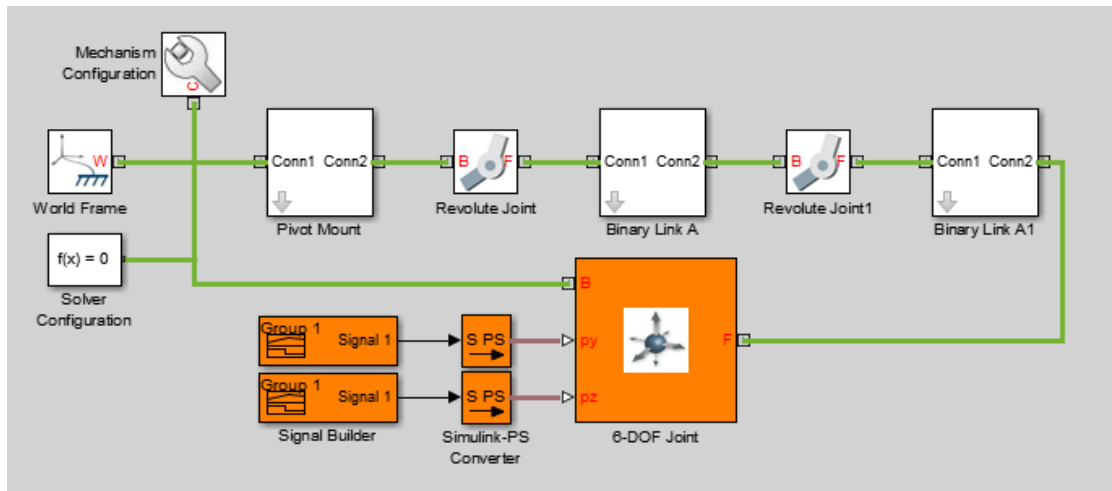 Mechanism
Configuration
C
W
World Frame
Conn1 Conn2
Pivot Mount
B F
Revolute Joint
Conn1 Conn2
Binary Link A
B F
Revolute Joint1
Conn1 Conn2
Binary Link A1
f(x) = 0
Solver
Configuration
B
Group 1
Signal 1
S PS
py
F
Group 1
Signal 1
S PS
pz
Signal Builder
Simulink-PS
Converter
6-DOF Joint